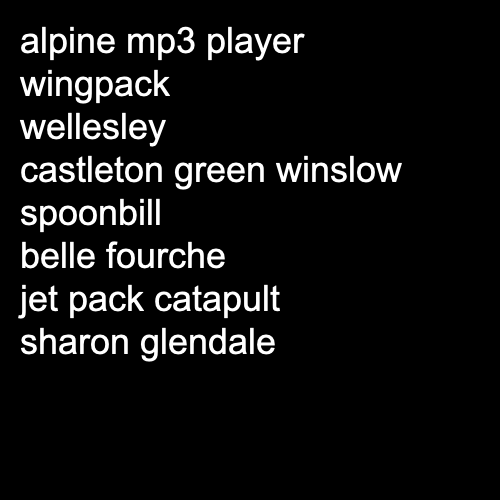 alpine mp3 player
wingpack
wellesley
castleton green winslow
spoonbill
belle fourche
jet pack catapult
sharon glendale